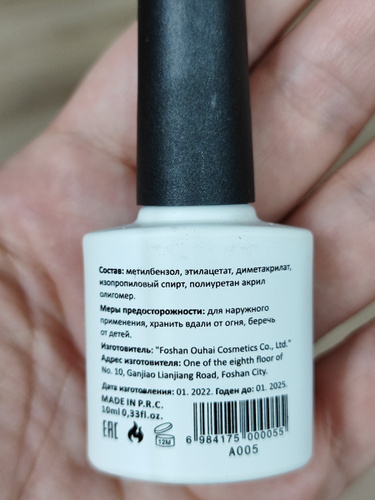 Состав: метилбензол, этилацетат, диметакрилат,
изопропиловый спирт, полиуретан акрил
олигомер.
Меры предосторожности: для наружного
применения, хранить вдали от огня, беречь
от детей.
Изготовитель: "Foshan Ouhai Cosmetics Co., Ltd."
Адрес изготовителя: One of the eighth floor of
No. 10, Ganjiao Lianjiang Road, Foshan City.
Дата изготовления: 01. 2022. Годен до: 01. 2025.
MADE IN P.R.C.
10ml 0,33fl.oz.
EAC 12M
6 984175 000055
A005